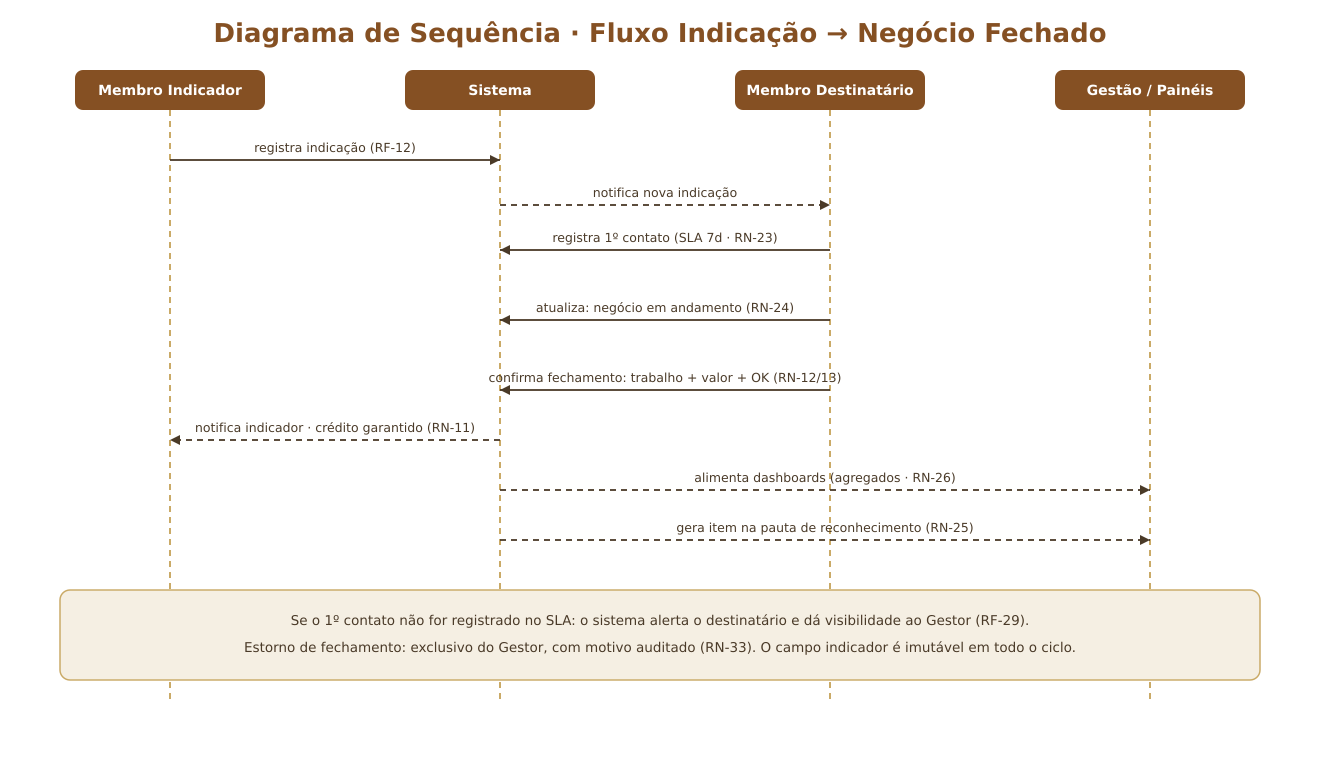 Diagrama de Sequência · Fluxo Indicação → Negócio Fechado
Membro Indicador
Sistema
Membro Destinatário
Gestão / Painéis
registra indicação (RF-12)
notifica nova indicação
registra 1º contato (SLA 7d · RN-23)
atualiza: negócio em andamento (RN-24)
confirma fechamento: trabalho + valor + OK (RN-12/13)
notifica indicador · crédito garantido (RN-11)
alimenta dashboards (agregados · RN-26)
gera item na pauta de reconhecimento (RN-25)
Se o 1º contato não for registrado no SLA: o sistema alerta o destinatário e dá visibilidade ao Gestor (RF-29).
Estorno de fechamento: exclusivo do Gestor, com motivo auditado (RN-33). O campo indicador é imutável em todo o ciclo.